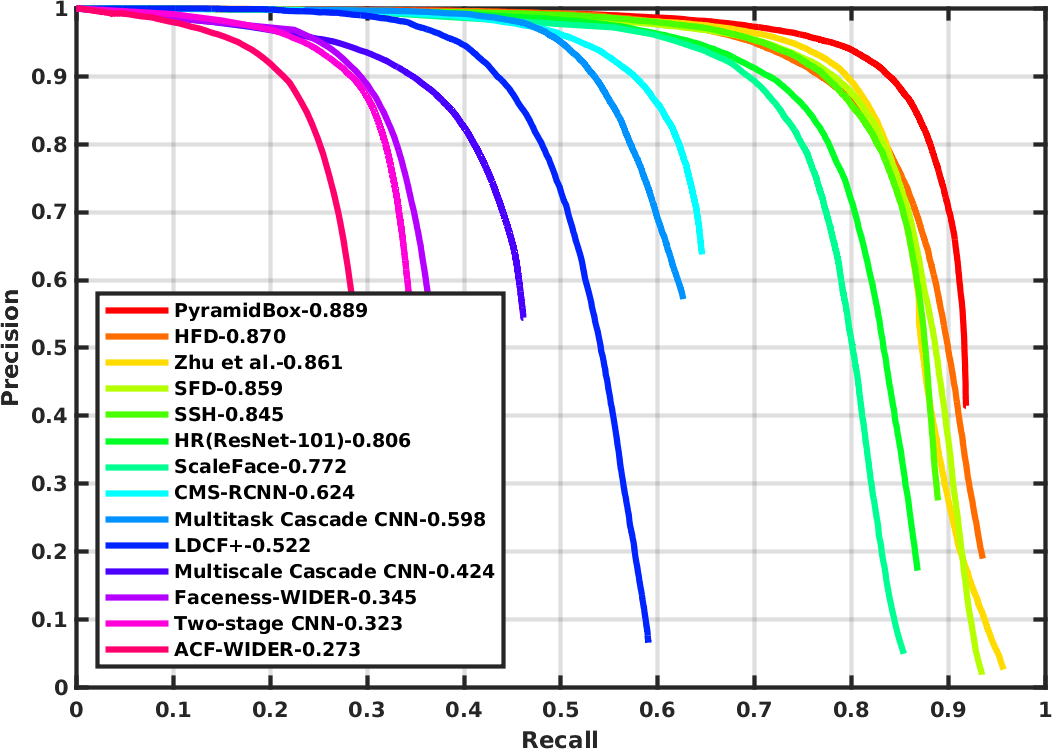 1
0.9
0.8
0.7
0.6
0.5
0.4
0.3
0.2
0.1
0
Precision
PyramidBox-0.889
HFD-0.870
Zhu et al.-0.861
SFD-0.859
SSH-0.845
HR(ResNet-101)-0.806
ScaleFace-0.772
CMS-RCNN-0.624
Multitask Cascade CNN-0.598
LDCF+-0.522
Multiscale Cascade CNN-0.424
Faceness-WIDER-0.345
Two-stage CNN-0.323
ACF-WIDER-0.273
0 0.1 0.2 0.3 0.4 0.5 0.6 0.7 0.8 0.9 1
Recall